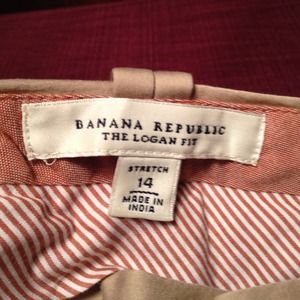 BANANA REPUBLIC
THE LOGAN FIT
STRETCH
14
MADE IN
INDIA